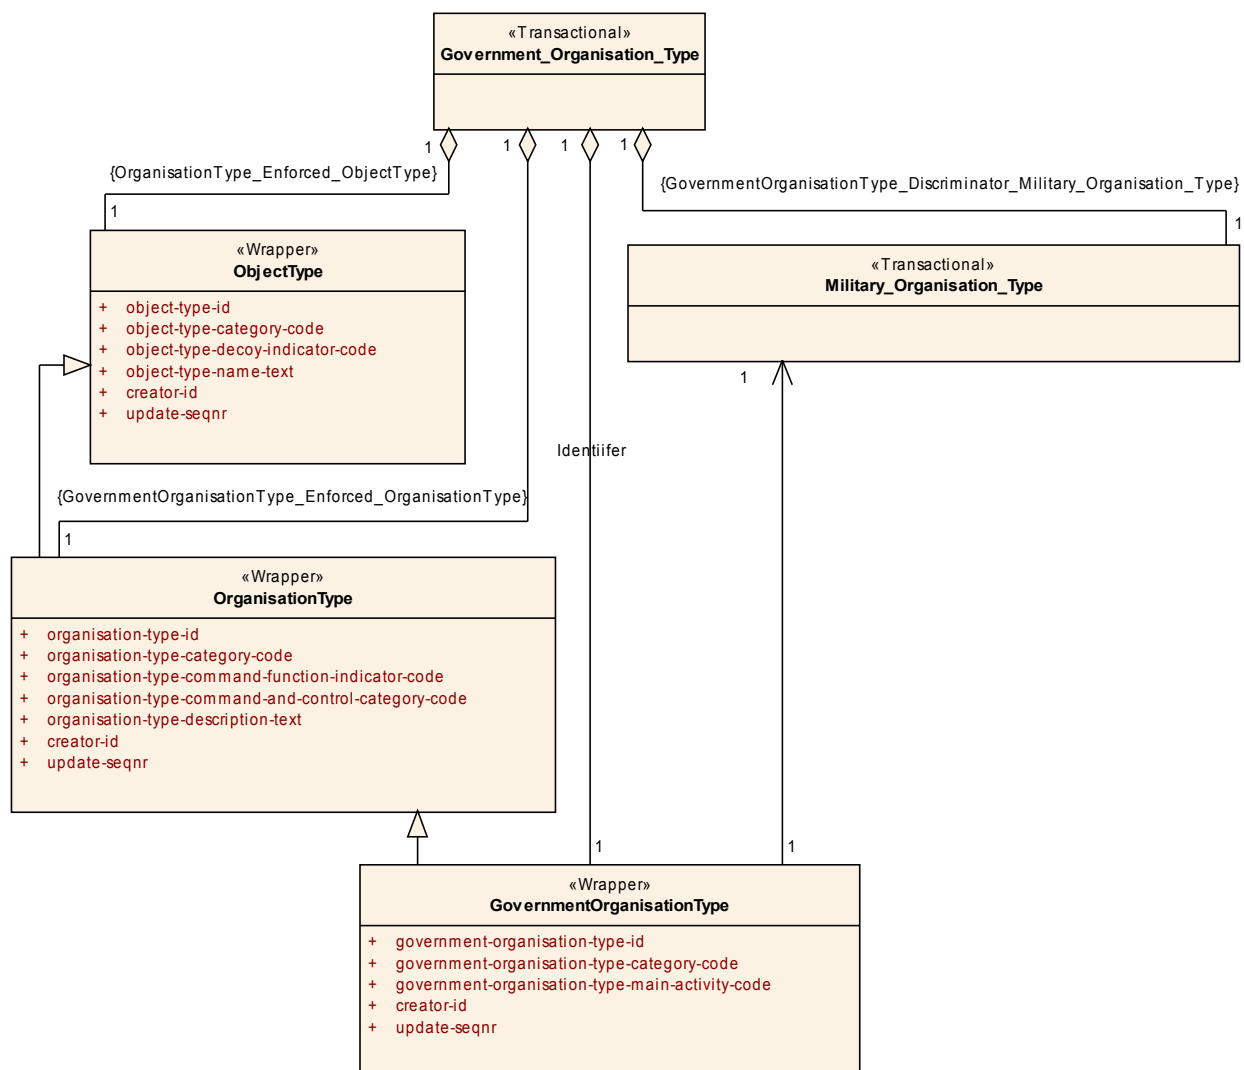 «Transactional»
Government_Organisation_Type
1
1
1
1
{OrganisationType_Enforced_ObjectType}
{GovernmentOrganisationType_Discriminator_Military_Organisation_Type}
1
1
«Wrapper»
ObjectType
+ object-type-id
+ object-type-category-code
+ object-type-decoy-indicator-code
+ object-type-name-text
+ creator-id
+ update-seqnr
«Transactional»
Military_Organisation_Type
1
Identiifer
{GovernmentOrganisationType_Enforced_OrganisationType}
1
«Wrapper»
OrganisationType
+ organisation-type-id
+ organisation-type-category-code
+ organisation-type-command-function-indicator-code
+ organisation-type-command-and-control-category-code
+ organisation-type-description-text
+ creator-id
+ update-seqnr
1
1
«Wrapper»
GovernmentOrganisationType
+ government-organisation-type-id
+ government-organisation-type-category-code
+ government-organisation-type-main-activity-code
+ creator-id
+ update-seqnr